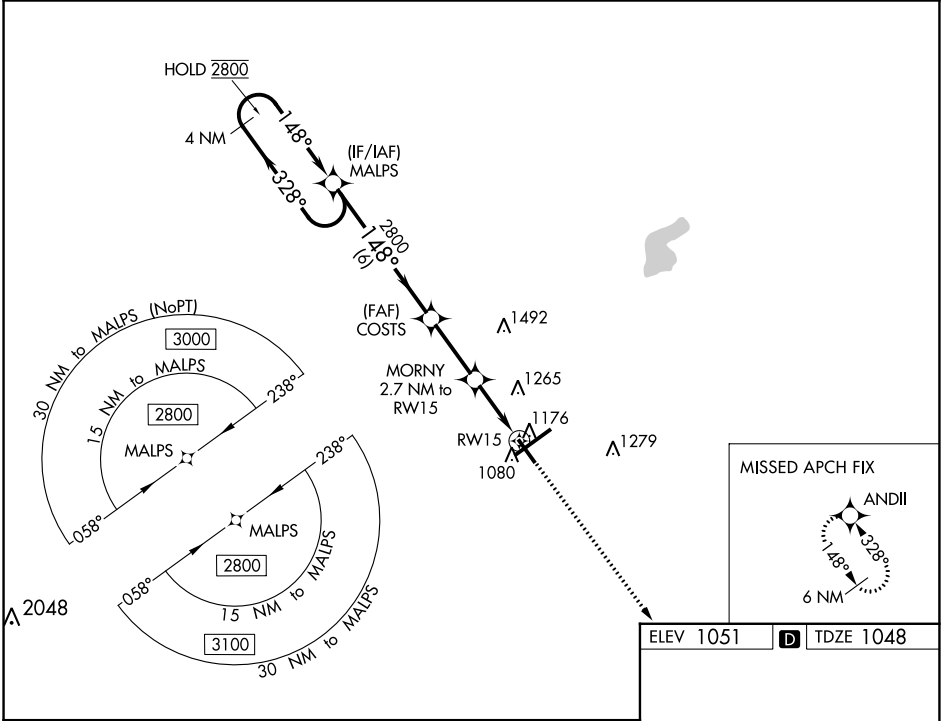 HOLD 2800
4 NM
148°
328°
(IF/IAF)
MALPS
2800
148°
(6)
(FAF)
COSTS
1492
MORNY
2.7 NM to
RW15
1265
1176
RW15
1080
1279
30 NM to MALPS (NoPT)
3000
15 NM to MALPS
2800
238°
MALPS
058°
238°
MALPS
2800
058°
15 NM to MALPS
3100
30 NM to MALPS
2048
MISSED APCH FIX
ANDII
148°
328°
6 NM
ELEV 1051
D
TDZE 1048